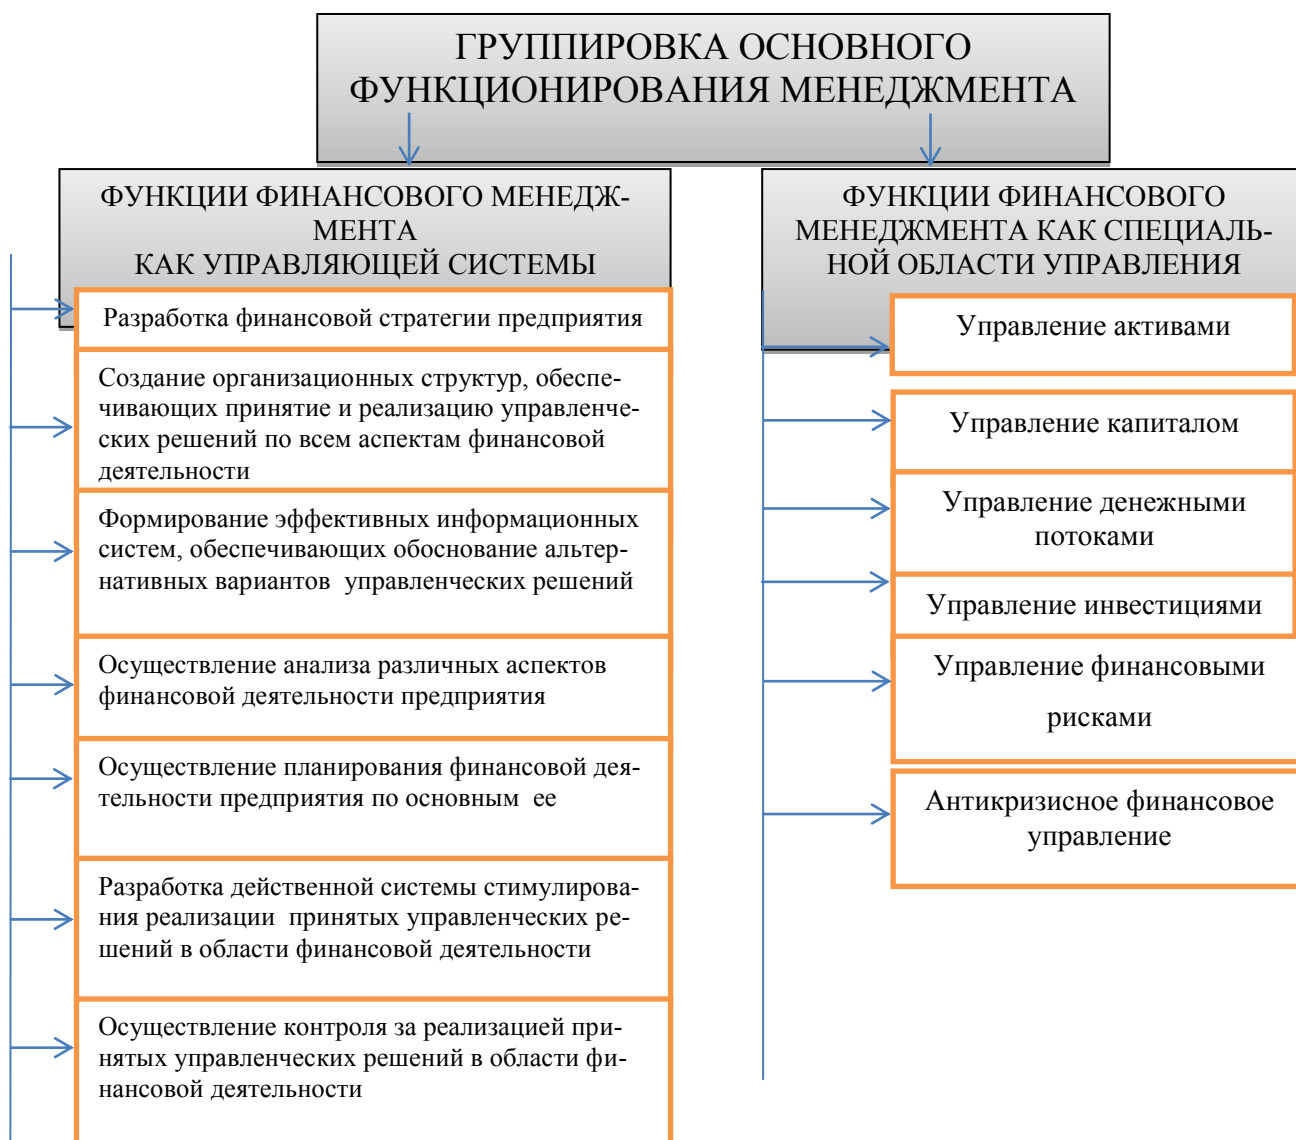 ГРУППИРОВКА ОСНОВНОГО
ФУНКЦИОНИРОВАНИЯ МЕНЕДЖМЕНТА
ФУНКЦИИ ФИНАНСОВОГО МЕНЕДЖ-
МЕНТА
КАК УПРАВЛЯЮЩЕЙ СИСТЕМЫ
Разработка финансовой стратегии предприятия
Создание организационных структур, обеспе-
чивающих принятие и реализацию управленче-
ских решений по всем аспектам финансовой
деятельности
Формирование эффективных информационных
систем, обеспечивающих обоснование альтер-
нативных вариантов управленческих решений
Осуществление анализа различных аспектов
финансовой деятельности предприятия
Осуществление планирования финансовой дея-
тельности предприятия по основным ее
Разработка действенной системы стимулирова-
ния реализации принятых управленческих ре-
шений в области финансовой деятельности
Осуществление контроля за реализацией при-
нятых управленческих решений в области фи-
нансовой деятельности
ФУНКЦИИ ФИНАНСОВОГО
МЕНЕДЖМЕНТА КАК СПЕЦИАЛЬ-
НОЙ ОБЛАСТИ УПРАВЛЕНИЯ
Управление активами
Управление капиталом
Управление денежными
потоками
Управление инвестициями
Управление финансовыми
рисками
Антикризисное финансовое
управление